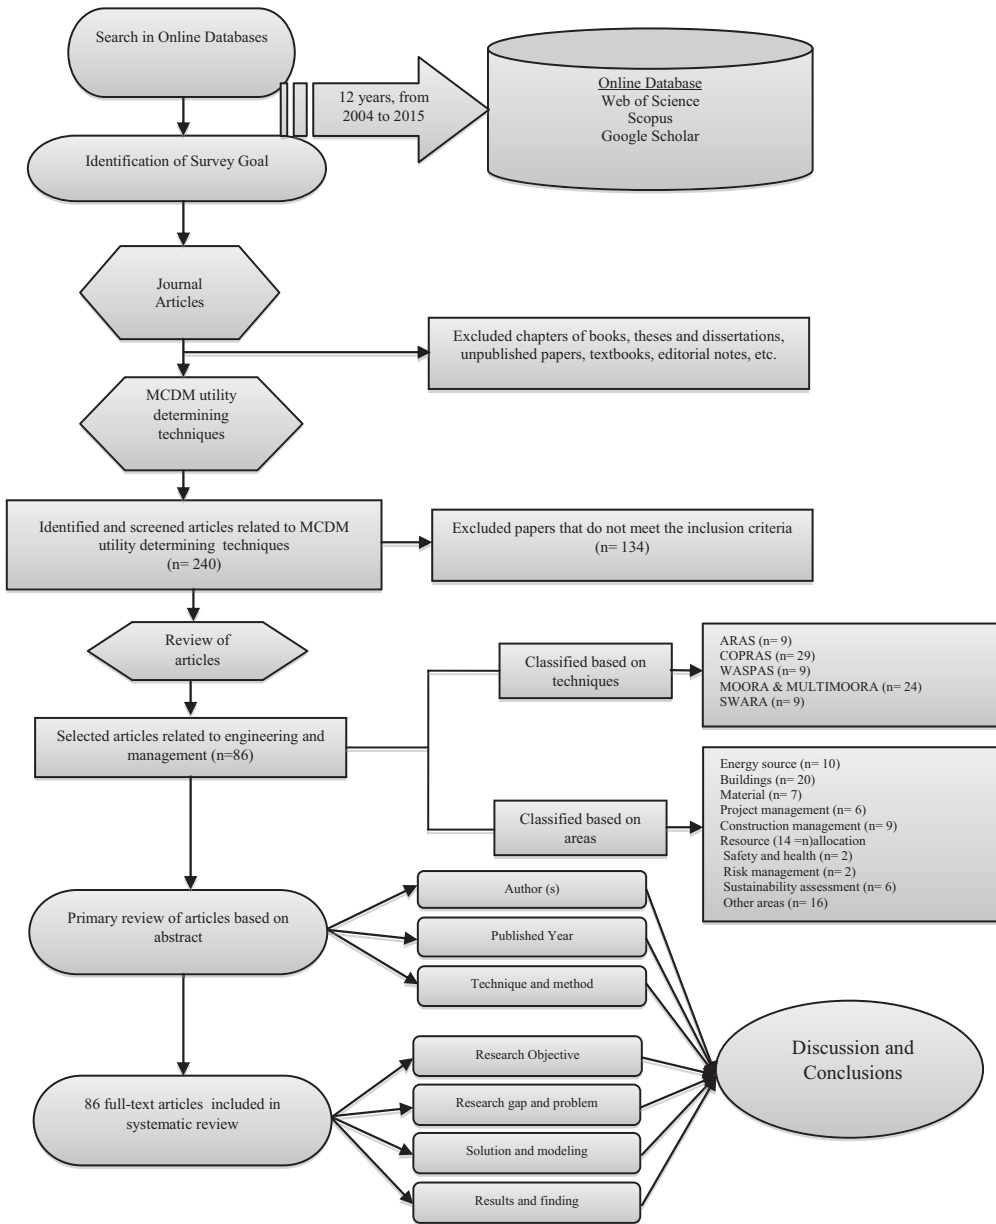 Search in Online Databases
12 years, from
2004 to 2015
Online Database
Web of Science
Scopus
Google Scholar
Identification of Survey Goal
Journal
Articles
Excluded chapters of books, theses and dissertations,
unpublished papers, textbooks, editorial notes, etc.
MCDM utility
determining
techniques
Identified and screened articles related to MCDM
utility determining techniques
(n= 240)
Excluded papers that do not meet the inclusion criteria
(n= 134)
Review of
articles
Classified based on
techniques
ARAS (n= 9)
COPRAS (n= 29)
WASPAS (n= 9)
MOORA & MULTIMOORA (n= 24)
SWARA (n= 9)
Selected articles related to engineering and
management (n=86)
Classified based on
areas
Energy source (n= 10)
Buildings (n= 20)
Material (n= 7)
Project management (n= 6)
Construction management (n= 9)
Resource (14 =n)allocation
Safety and health (n= 2)
Risk management (n= 2)
Sustainability assessment (n= 6)
Other areas (n= 16)
Primary review of articles based on
abstract
Author (s)
Published Year
Technique and method
86 full-text articles included in
systematic review
Research Objective
Research gap and problem
Solution and modeling
Results and finding
Discussion and
Conclusions